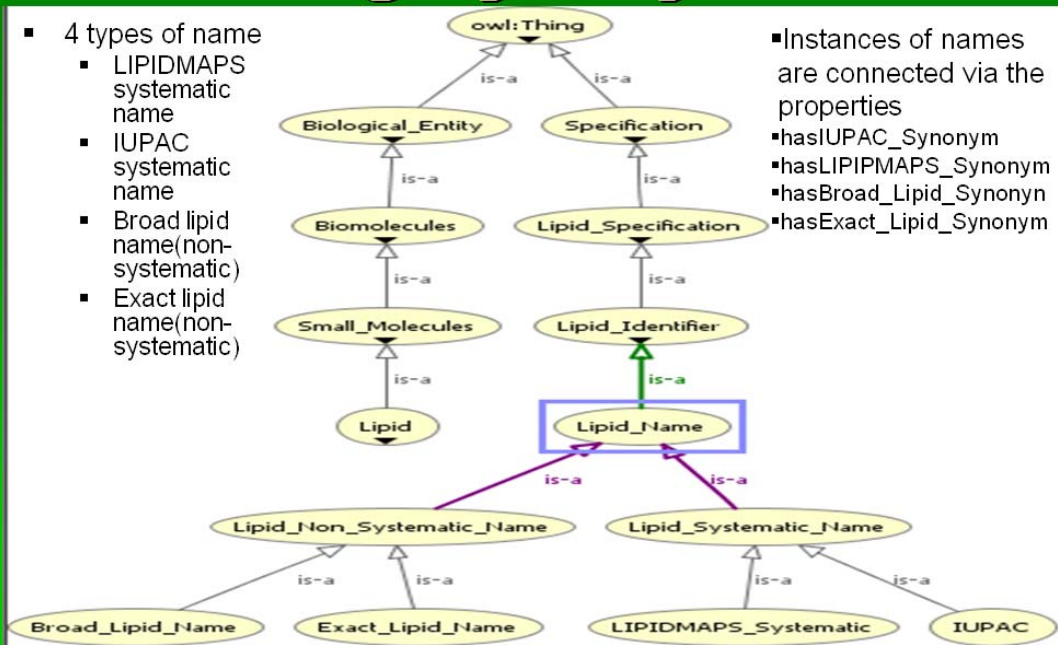 ▪ 4 types of name
▪ LIPIDMAPS
systematic
name
▪ IUPAC
systematic
name
▪ Broad lipid
name(non-
systematic)
▪ Exact lipid
name(non-
systematic)
▪Instances of names
are connected via the
properties
▪hasIUPAC_Synonym
▪hasLIPIPMAPS_Synonym
▪hasBroad_Lipid_Synonyn
▪hasExact_Lipid_Synonym
owl:Thing
is-a
is-a
Biological_Entity
Specification
is-a
is-a
Biomolecules
Lipid_Specification
is-a
is-a
Small_Molecules
Lipid_Identifier
is-a
is-a
Lipid
Lipid_Name
is-a
is-a
Lipid_Non_Systematic_Name
Lipid_Systematic_Name
is-a
is-a
is-a
is-a
Broad_Lipid_Name
Exact_Lipid_Name
LIPIDMAPS_Systematic
IUPAC